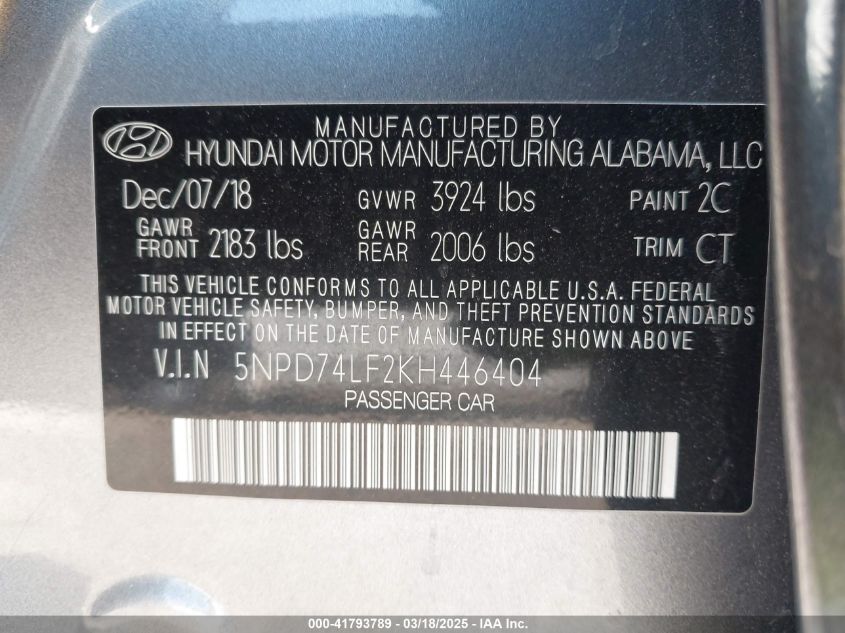 MANUFACTURED BY
HYUNDAI MOTOR MANUFACTURING ALABAMA, LLC
Dec/07/18 GVWR 3924 lbs PAINT 2C
GAWR FRONT 2183 lbs GAWR REAR 2006 lbs TRIM CT
THIS VEHICLE CONFORMS TO ALL APPLICABLE U.S.A. FEDERAL
MOTOR VEHICLE SAFETY, BUMPER, AND THEFT PREVENTION STANDARDS
IN EFFECT ON THE DATE OF MANUFACTURE SHOWN ABOVE
V.I.N 5NPD74LF2KH446404
PASSENGER CAR
000-41793789 - 03/18/2025 - IAA Inc.